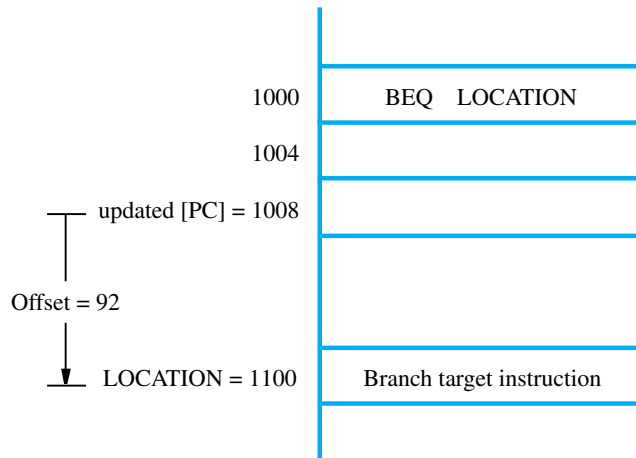 1000 BEQ LOCATION
1004
updated [PC] = 1008
Offset = 92
LOCATION = 1100 Branch target instruction